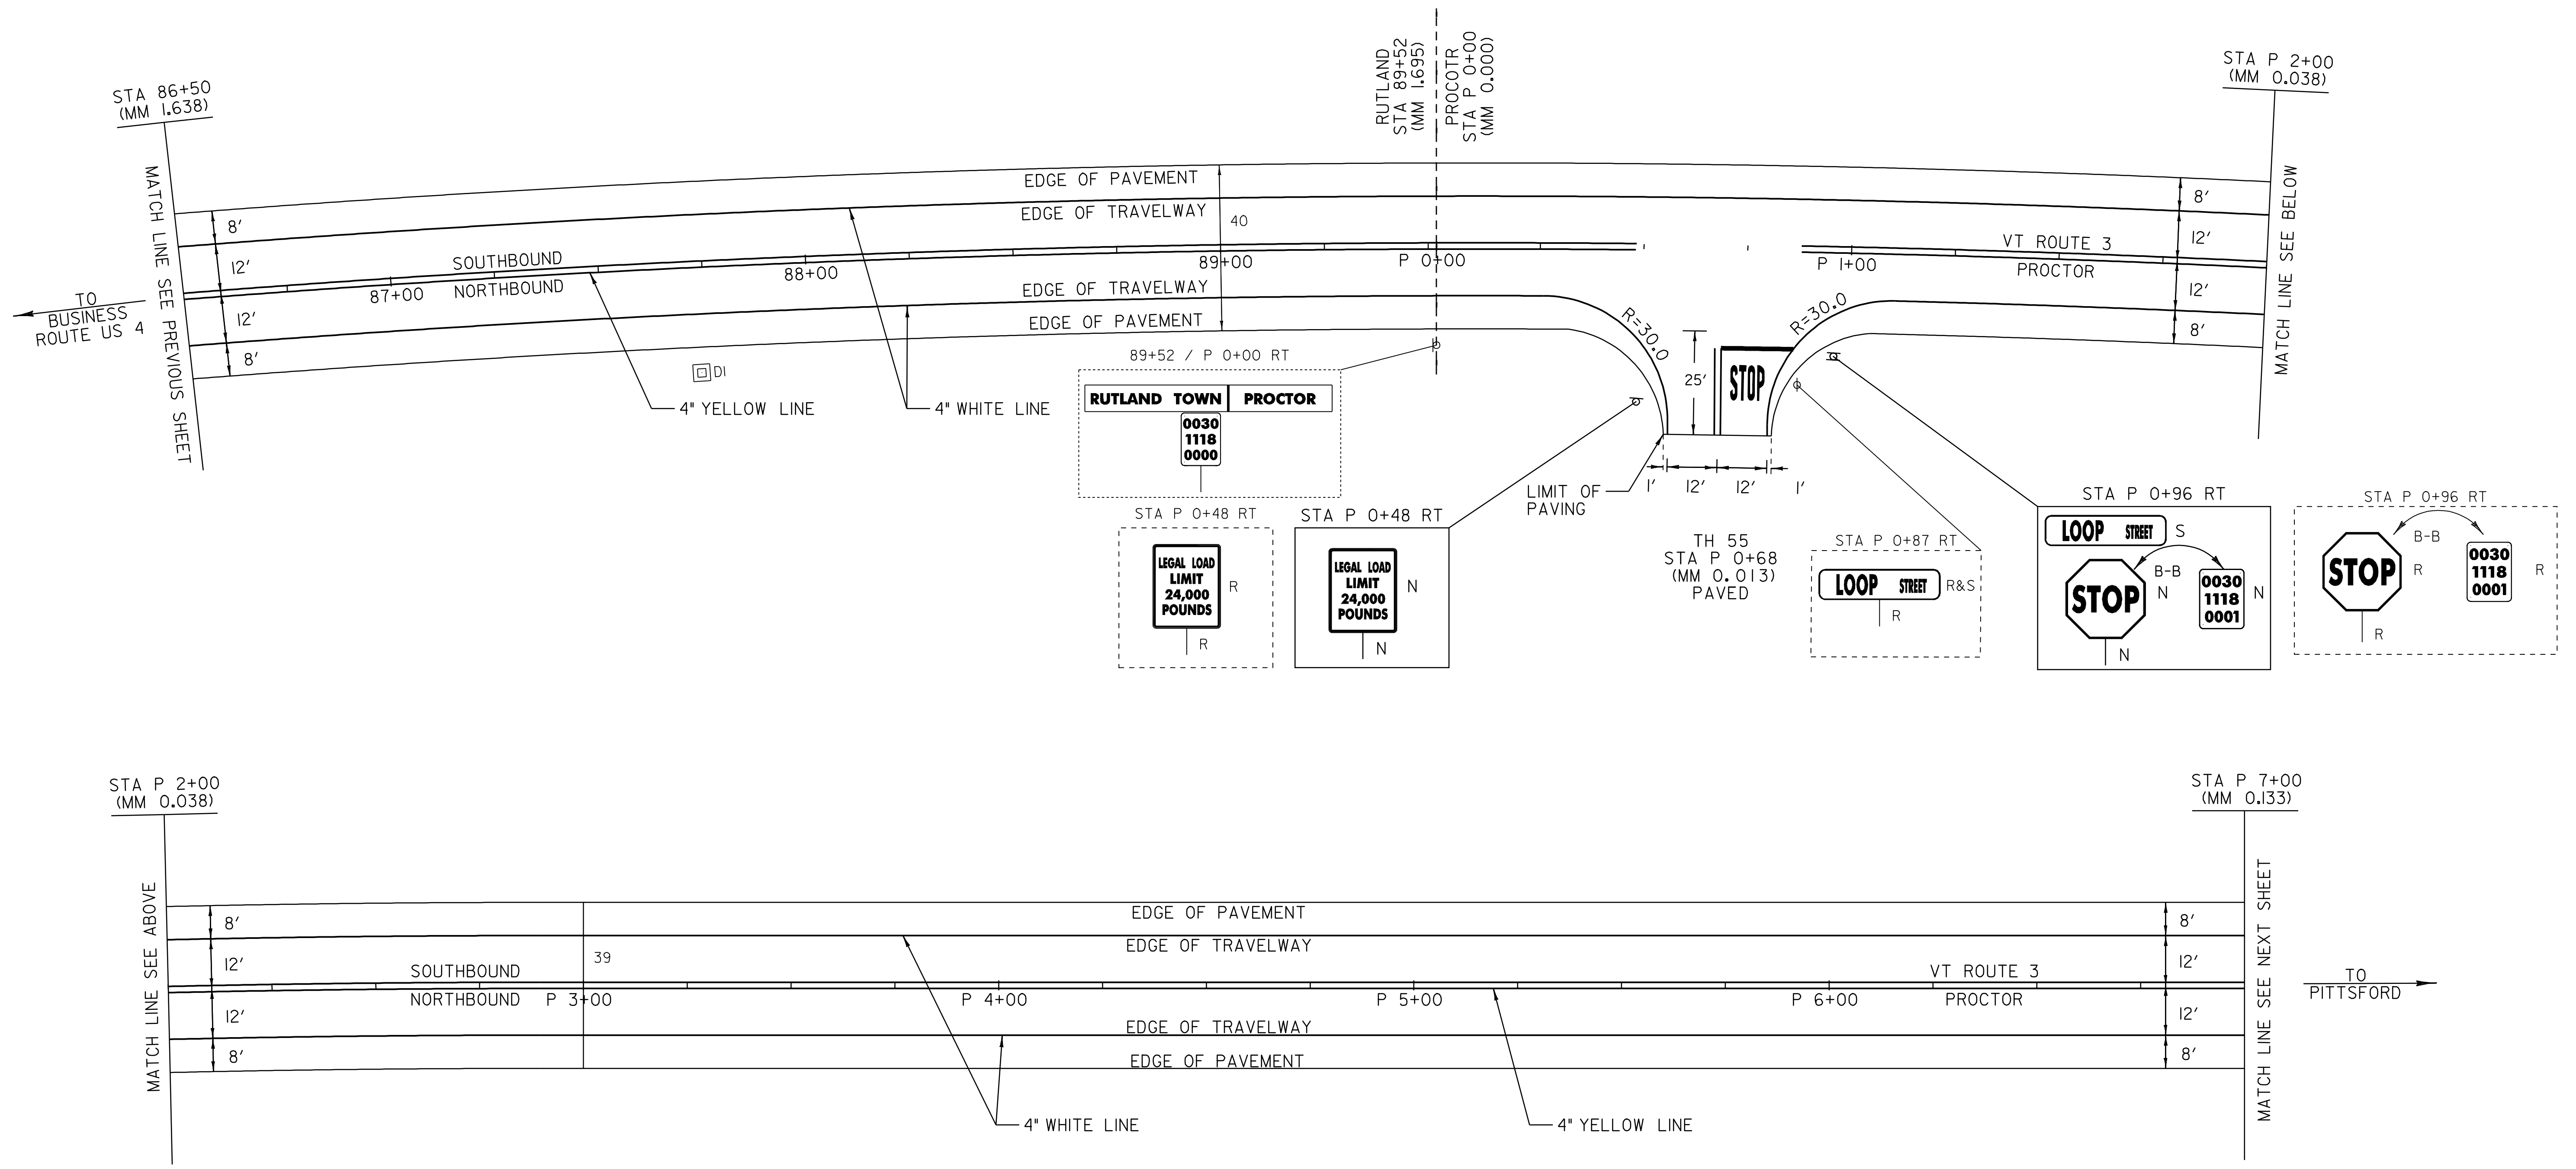 STA 86+50
(MM 1.638)
MATCH LINE SEE PREVIOUS SHEET
TO
BUSINESS
ROUTE US 4
8'
12'
12'
8'
SOUTHBOUND
NORTHBOUND
87+00
88+00
89+00
P 0+00
P 1+00
EDGE OF PAVEMENT
EDGE OF TRAVELWAY
40
EDGE OF TRAVELWAY
EDGE OF PAVEMENT
RUTLAND
STA 89+52
(MM 1.695)
PROCOTR
STA P 0+00
(MM 0.000)
VT ROUTE 3
PROCTOR
STA P 2+00
(MM 0.038)
8'
12'
12'
8'
MATCH LINE SEE BELOW
DI
4" YELLOW LINE
4" WHITE LINE
89+52 / P 0+00 RT
RUTLAND TOWN PROCTOR
0030
1118
0000
R=30.0
R=30.0
25'
STOP
1' 12' 12' 1'
LIMIT OF
PAVING
TH 55
STA P 0+68
(MM 0.013)
PAVED
STA P 0+48 RT
LEGAL LOAD
LIMIT
24,000
POUNDS
R
R
STA P 0+48 RT
LEGAL LOAD
LIMIT
24,000
POUNDS
N
N
STA P 0+87 RT
LOOP STREET
R&S
R
STA P 0+96 RT
LOOP STREET
S
B-B
STOP
N
0030
1118
0001
N
N
STA P 0+96 RT
B-B
STOP
R
0030
1118
0001
R
R
STA P 2+00
(MM 0.038)
MATCH LINE SEE ABOVE
8'
12'
12'
8'
SOUTHBOUND
NORTHBOUND
39
P 3+00
P 4+00
P 5+00
P 6+00
EDGE OF PAVEMENT
EDGE OF TRAVELWAY
EDGE OF TRAVELWAY
EDGE OF PAVEMENT
4" WHITE LINE
4" YELLOW LINE
VT ROUTE 3
PROCTOR
8'
12'
12'
8'
STA P 7+00
(MM 0.133)
MATCH LINE SEE NEXT SHEET
TO
PITTSFORD